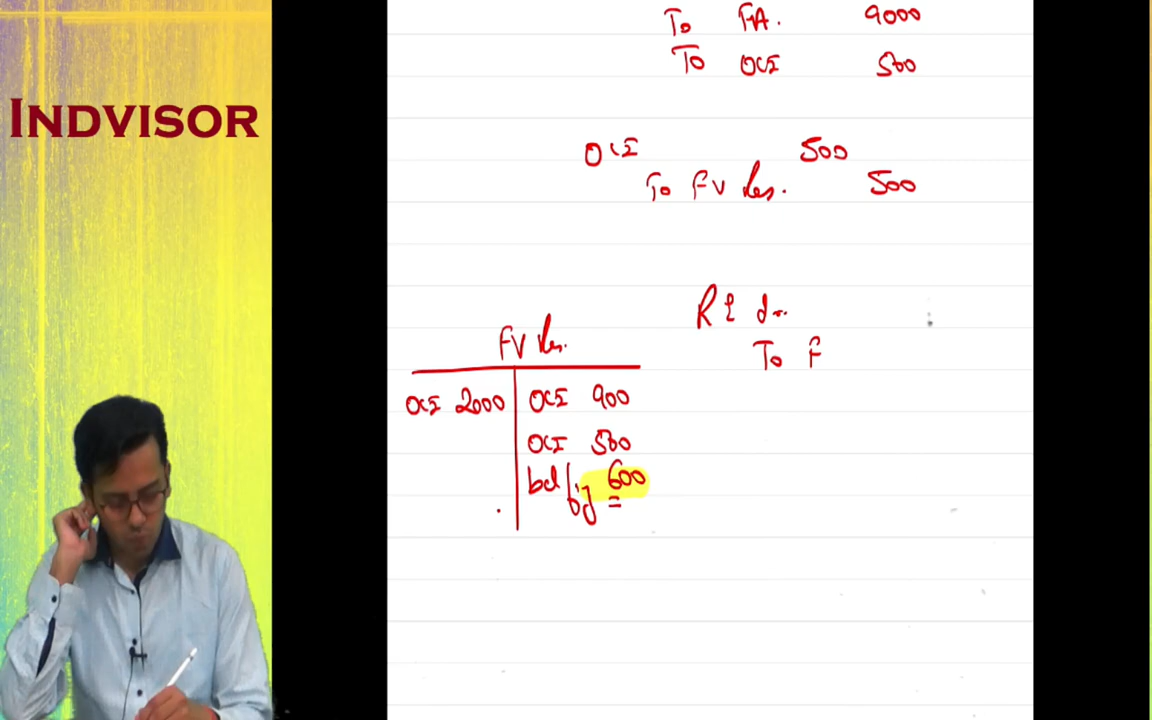 INDVISOR
To FA. 9000
To OCI 500
OCI 500
To FV Res. 500
RE dr.
To F
FV Res.
OCI 2000 OCI 900
OCI 500
bal/fig 600